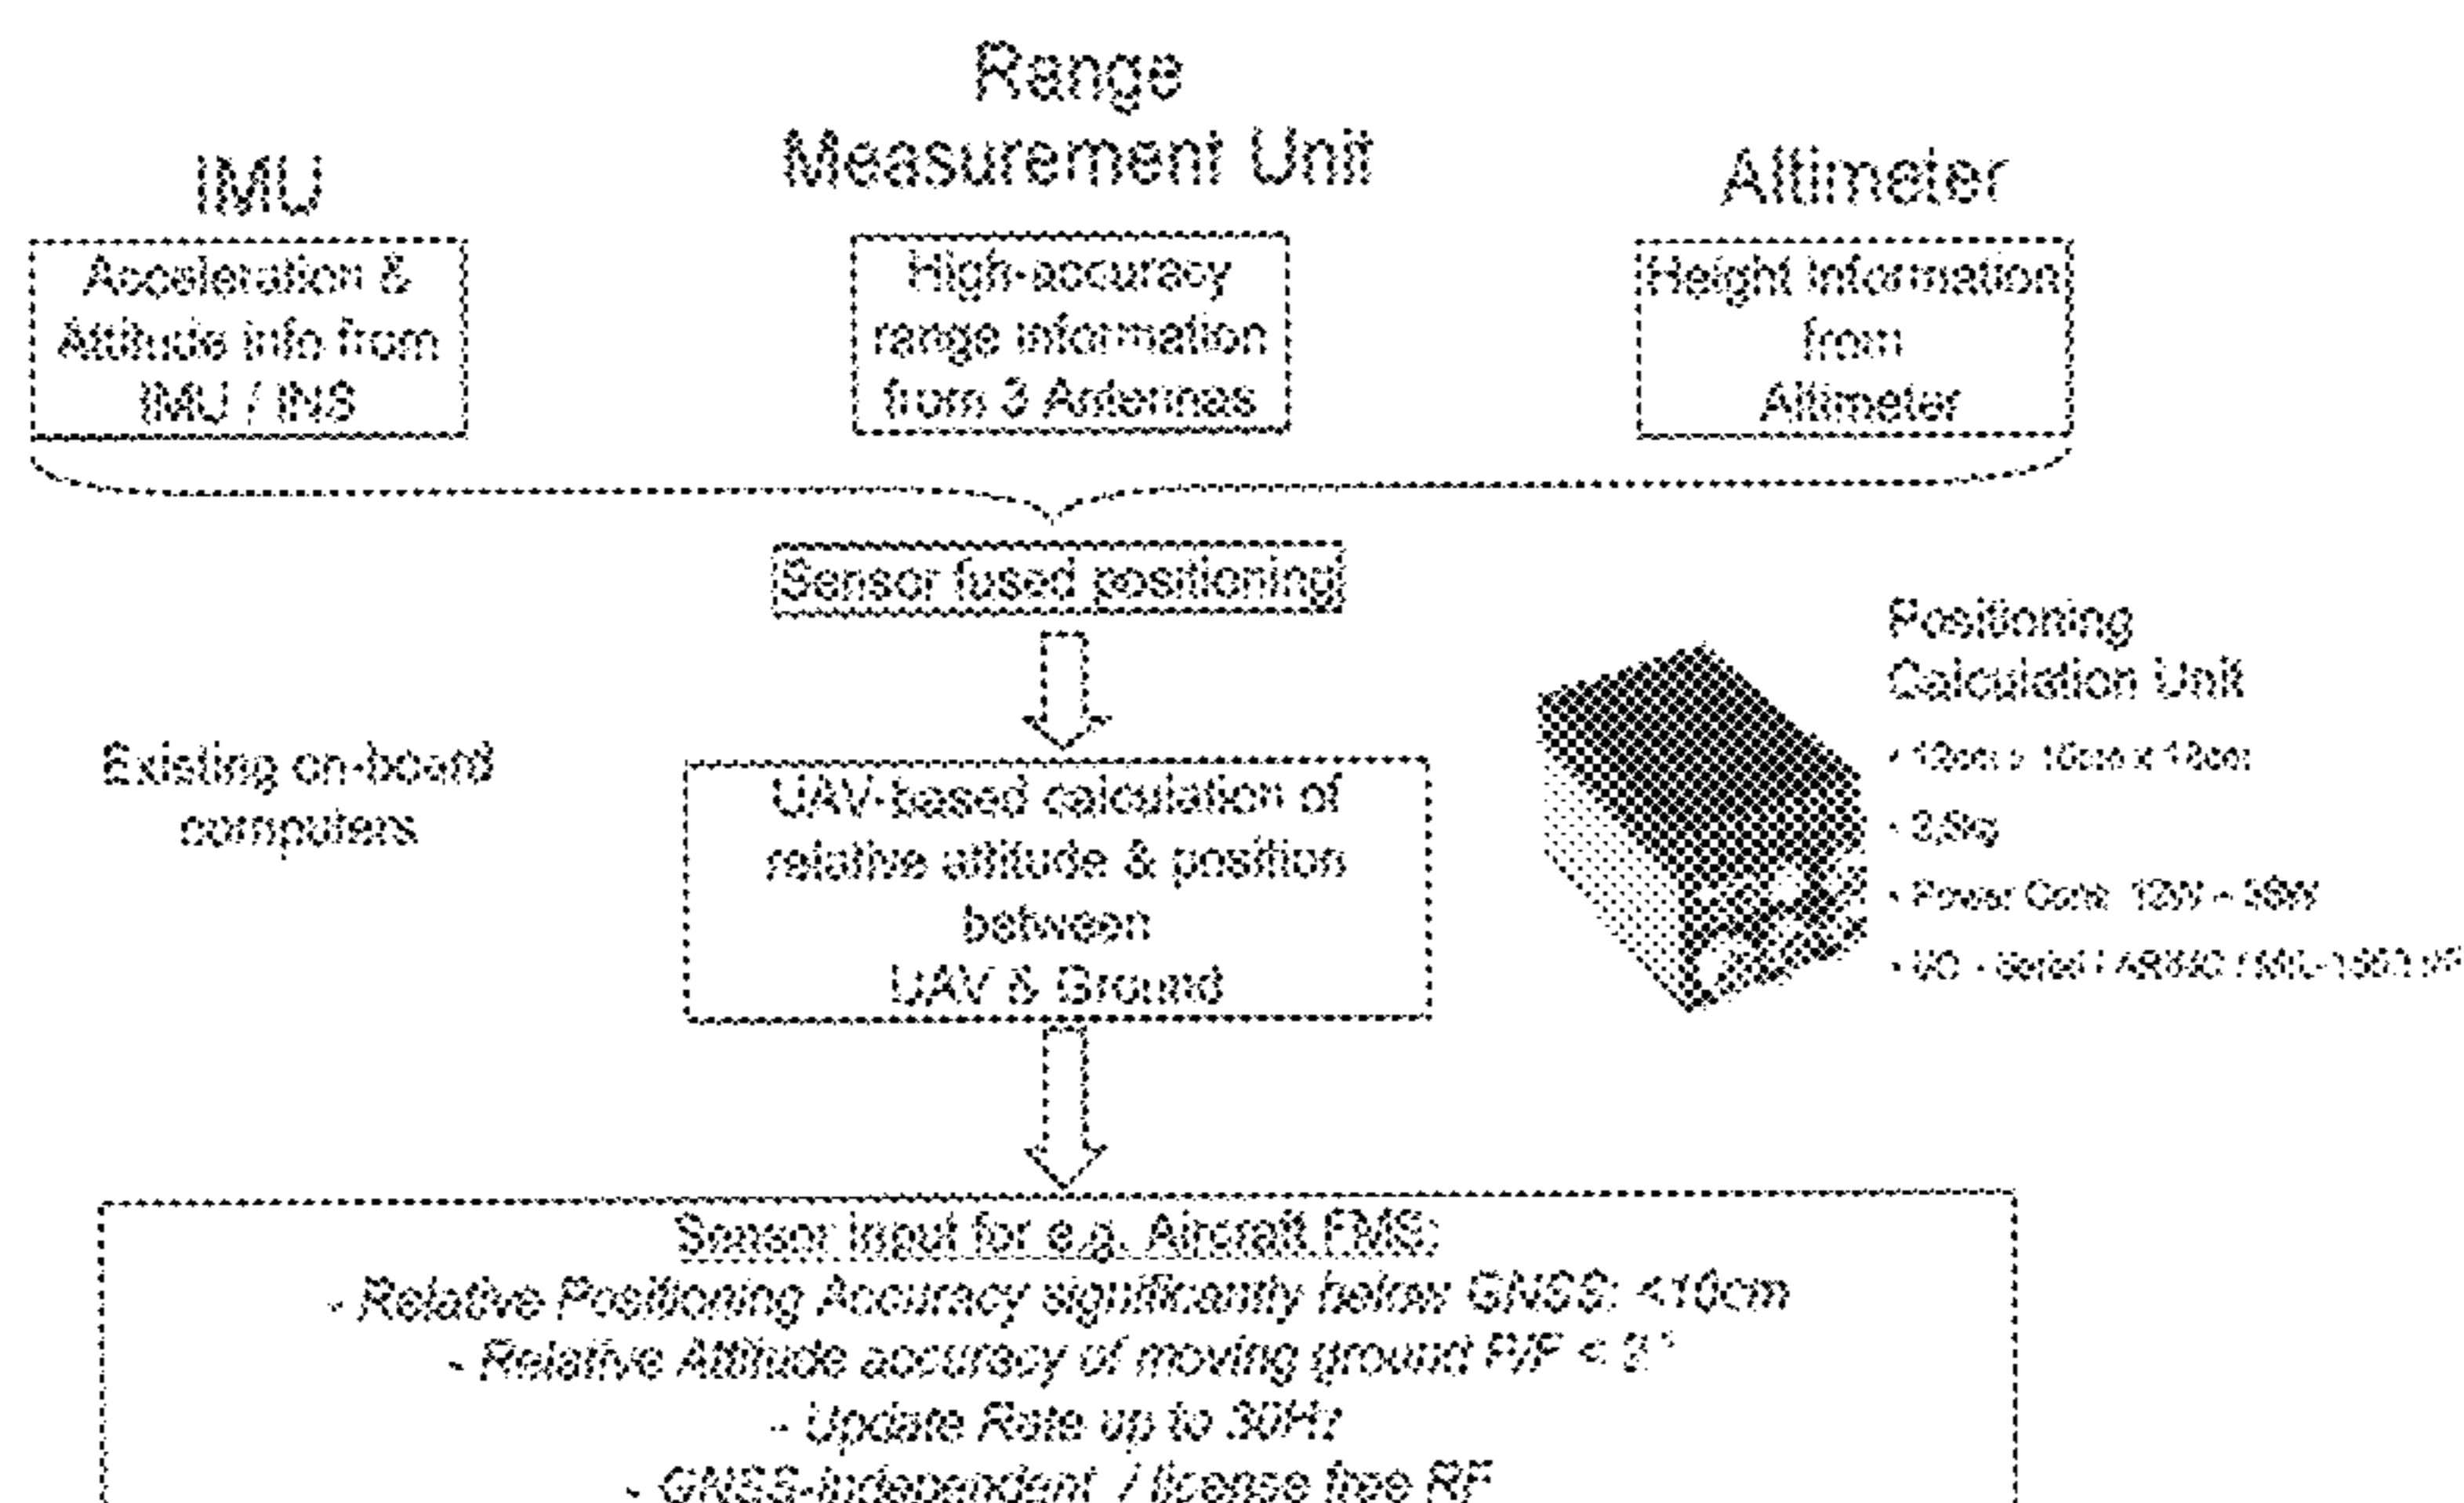 Range
Measurement Unit
IMU
Altimeter
Acceleration &
Attitude info from
IMU / INS
High-accuracy
range information
from 3 Antennas
Height Information
from
Altimeter
Sensor fused positioning
Positioning
Calculation Unit
Existing on-board
computers
UAV-based calculation of
relative attitude & position
between
UAV & Ground
Sensor Input for e.g. Aircraft FMS:
- Relative Positioning Accuracy significantly below GNSS: <10cm
- Relative Attitude accuracy of moving ground P/F <
- Update Rate up to 30Hz
- GNSS-independent / license free RF